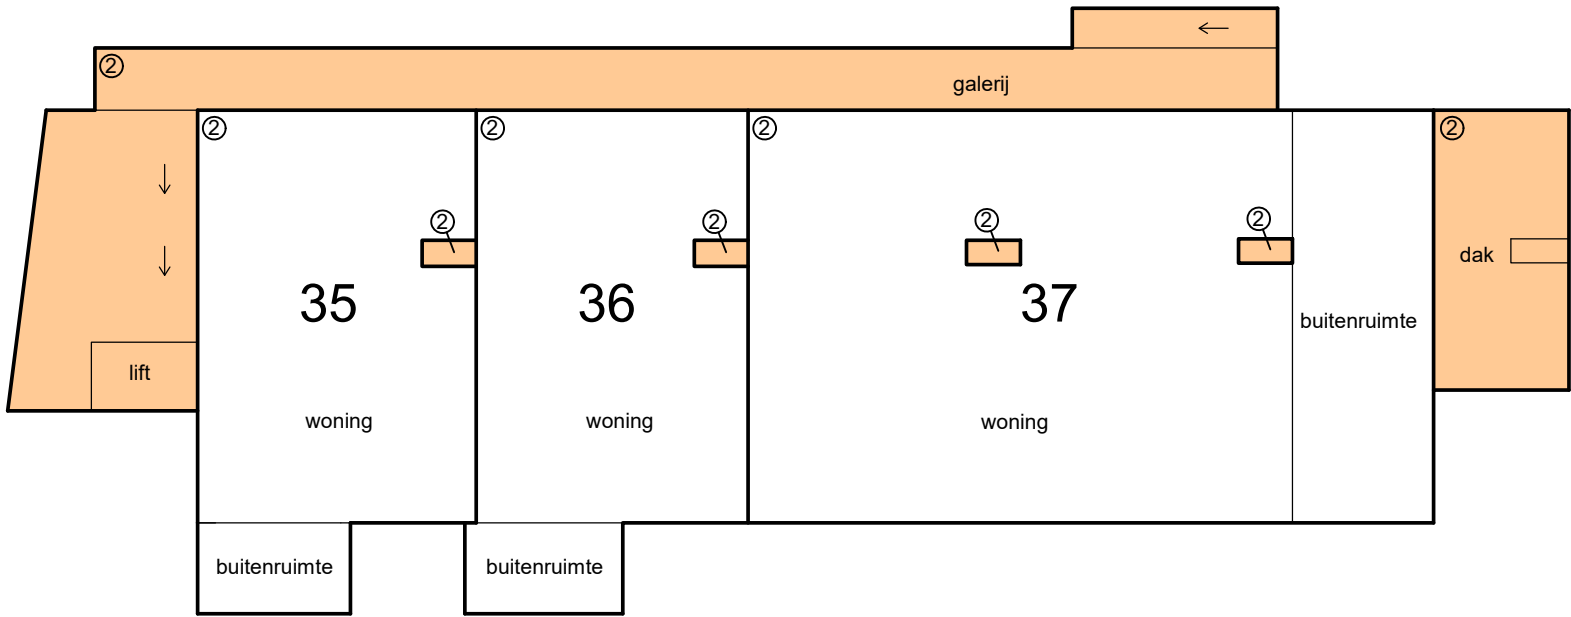 ②
galerij
②
②
②
②
②
②
②
②
dak
35
36
37
buitenruimte
lift
woning
woning
woning
buitenruimte
buitenruimte